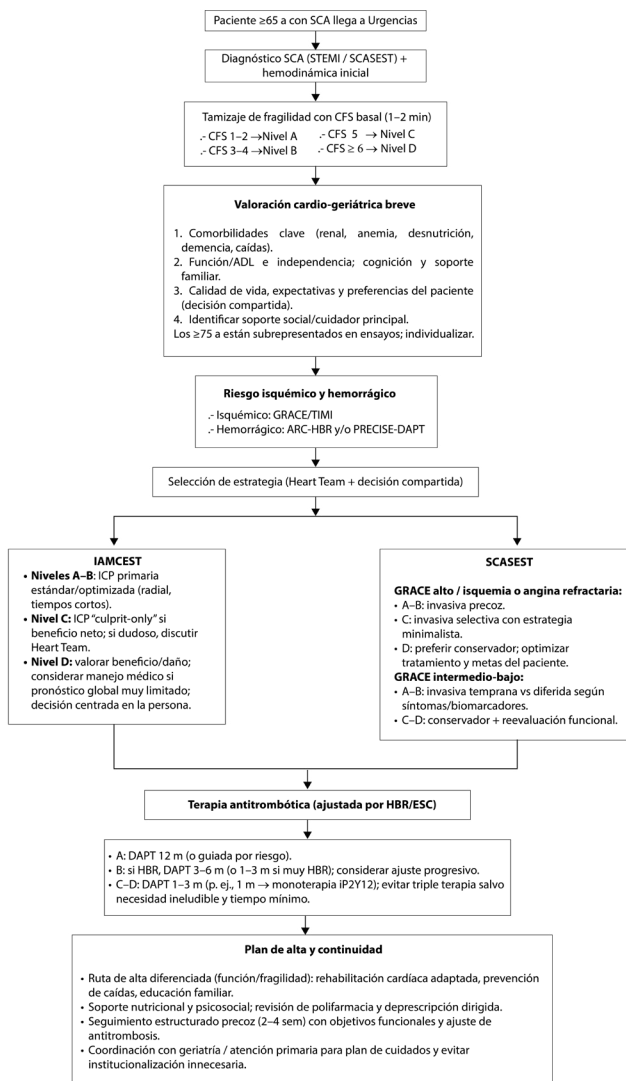 Paciente ≥65 a con SCA llega a Urgencias
Diagnóstico SCA (STEMI / SCASEST) +
hemodinámica inicial
Tamizaje de fragilidad con CFS basal (1–2 min)
.- CFS 1–2 →Nivel A
.- CFS 5 → Nivel C
.- CFS 3–4 →Nivel B
.- CFS ≥ 6 → Nivel D
Valoración cardio-geriátrica breve
1. Comorbilidades clave (renal, anemia, desnutrición,
demencia, caídas).
2. Función/ADL e independencia; cognición y soporte
familiar.
3. Calidad de vida, expectativas y preferencias del paciente
(decisión compartida).
4. Identificar soporte social/cuidador principal.
Los ≥75 a están subrepresentados en ensayos; individualizar.
Riesgo isquémico y hemorrágico
.- Isquémico: GRACE/TIMI
.- Hemorrágico: ARC-HBR y/o PRECISE-DAPT
Selección de estrategia (Heart Team + decisión compartida)
IAMCEST
• Niveles A–B: ICP primaria
estándar/optimizada (radial,
tiempos cortos).
• Nivel C: ICP “culprit-only” si
beneficio neto; si dudoso, discutir
Heart Team.
• Nivel D: valorar beneficio/daño;
considerar manejo médico si
pronóstico global muy limitado;
decisión centrada en la persona.
SCASEST
GRACE alto / isquemia o angina refractaria:
• A–B: invasiva precoz.
• C: invasiva selectiva con estrategia
minimalista.
• D: preferir conservador; optimizar
tratamiento y metas del paciente.
GRACE intermedio-bajo:
• A–B: invasiva temprana vs diferida según
síntomas/biomarcadores.
• C–D: conservador + reevaluación funcional.
Terapia antitrombótica (ajustada por HBR/ESC)
• A: DAPT 12 m (o guiada por riesgo).
• B: si HBR, DAPT 3–6 m (o 1–3 m si muy HBR); considerar ajuste progresivo.
• C–D: DAPT 1–3 m (p. ej., 1 m → monoterapia iP2Y12); evitar triple terapia salvo
necesidad ineludible y tiempo mínimo.
Plan de alta y continuidad
• Ruta de alta diferenciada (función/fragilidad): rehabilitación cardíaca adaptada, prevención
de caídas, educación familiar.
• Soporte nutricional y psicosocial; revisión de polifarmacia y deprescripción dirigida.
• Seguimiento estructurado precoz (2–4 sem) con objetivos funcionales y ajuste de
antitrombosis.
• Coordinación con geriatría / atención primaria para plan de cuidados y evitar
institucionalización innecesaria.